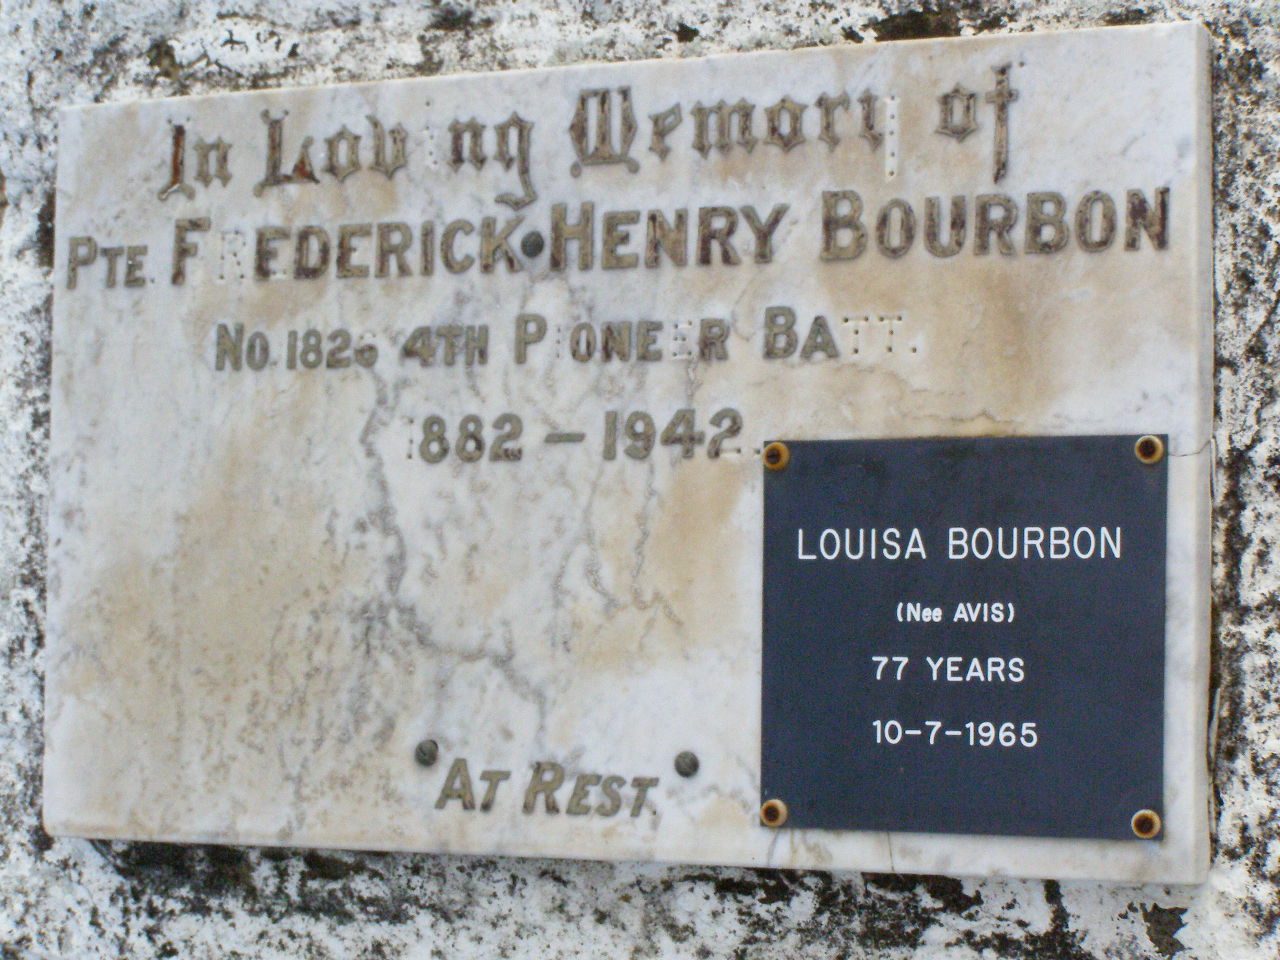 In Loving Memory of
PTE. FREDERICK HENRY BOURBON
NO. 1826 4TH PIONEER BATT.
1882 - 1942.
AT REST.
LOUISA BOURBON
(Nee AVIS)
77 YEARS
10-7-1965